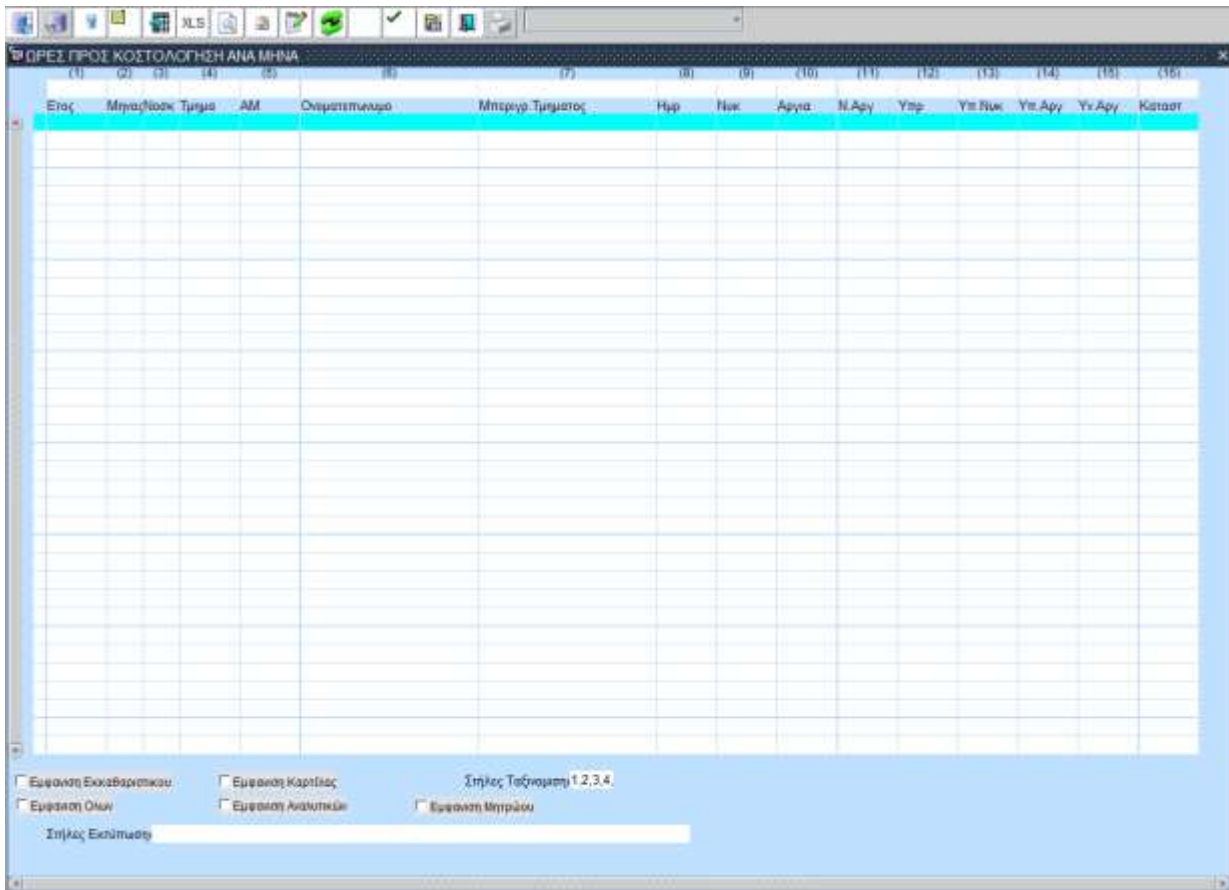 XLS
ΩΡΕΣ ΠΡΟΣ ΚΟΣΤΟΛΟΓΗΣΗ ΑΝΑ ΜΗΝΑ
(1) (2) (3) (4) (5) (6) (7) (8) (9) (10) (11) (12) (13) (14) (15) (16)
Ετος Μηνας Νοσκ Τμημα ΑΜ Ονοματεπωνυμο Μπεριγρ.Τμηματος Ημρ Νυκ Αργια Ν.Αργ Υπρ Υπ.Νυκ Υπ.Αργ Υν.Αργ Καταστ
Εμφανιση Εκκαθαριστικου Εμφανιση Καρτέλας Στήλες Ταξινομηση 1,2,3,4,
Εμφανιση Ολων Εμφανιση Αναλυτικών Εμφανιση Μητρώου
Στήλες Εκτύπωση